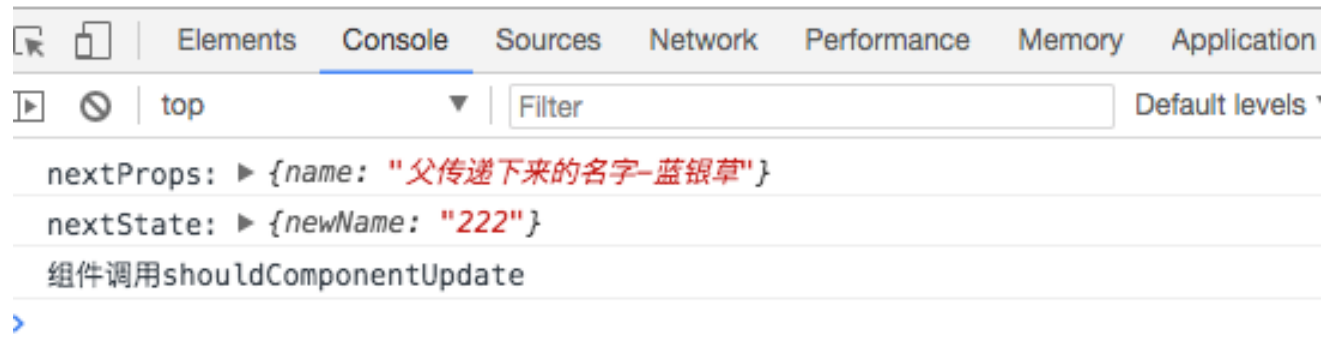 Elements Console Sources Network Performance Memory Application
top Filter Default levels
nextProps: {name: "父传递下来的名字-蓝银草"}
nextState: {newName: "222"}
组件调用shouldComponentUpdate